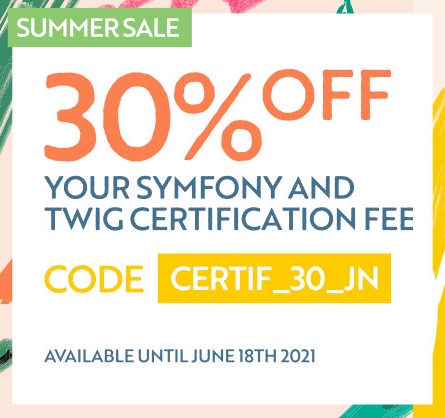 SUMMER SALE
30% OFF
YOUR SYMFONY AND
TWIG CERTIFICATION FEE
CODE CERTIF_30_JN
AVAILABLE UNTIL JUNE 18TH 2021